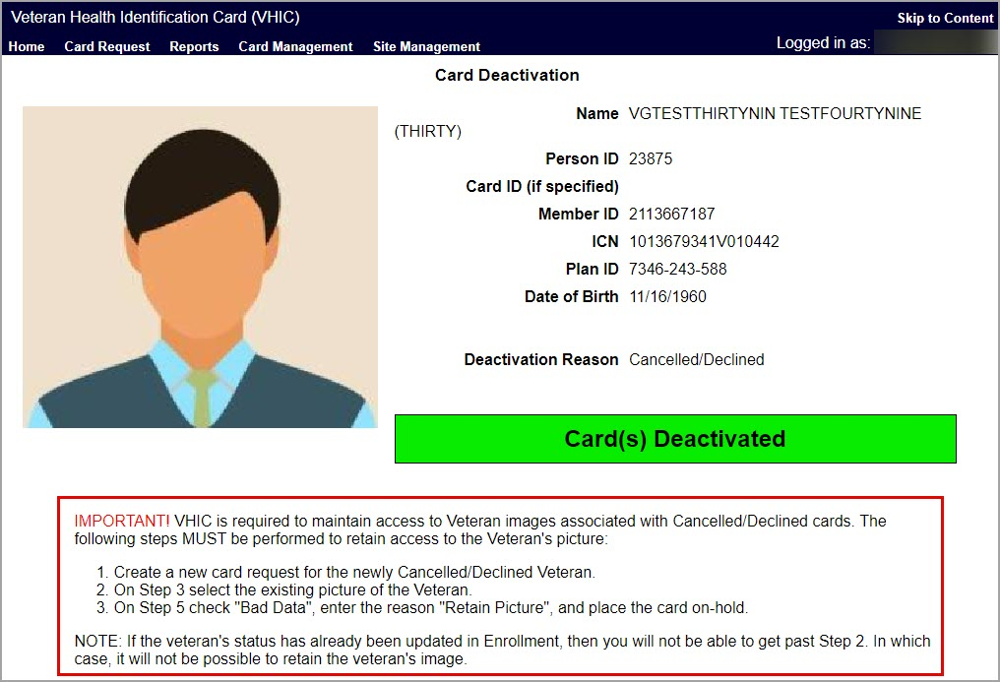 Veteran Health Identification Card (VHIC)
Skip to Content
Home Card Request Reports Card Management Site Management
Logged in as:
Card Deactivation
Name VGTESTTHIRTYNIN TESTFOURTYNINE
(THIRTY)
Person ID 23875
Card ID (if specified)
Member ID 2113667187
ICN 1013679341V010442
Plan ID 7346-243-588
Date of Birth 11/16/1960
Deactivation Reason Cancelled/Declined
Card(s) Deactivated
IMPORTANT! VHIC is required to maintain access to Veteran images associated with Cancelled/Declined cards. The
following steps MUST be performed to retain access to the Veteran's picture:
1. Create a new card request for the newly Cancelled/Declined Veteran.
2. On Step 3 select the existing picture of the Veteran.
3. On Step 5 check "Bad Data", enter the reason "Retain Picture", and place the card on-hold.
NOTE: If the veteran's status has already been updated in Enrollment, then you will not be able to get past Step 2. In which
case, it will not be possible to retain the veteran's image.